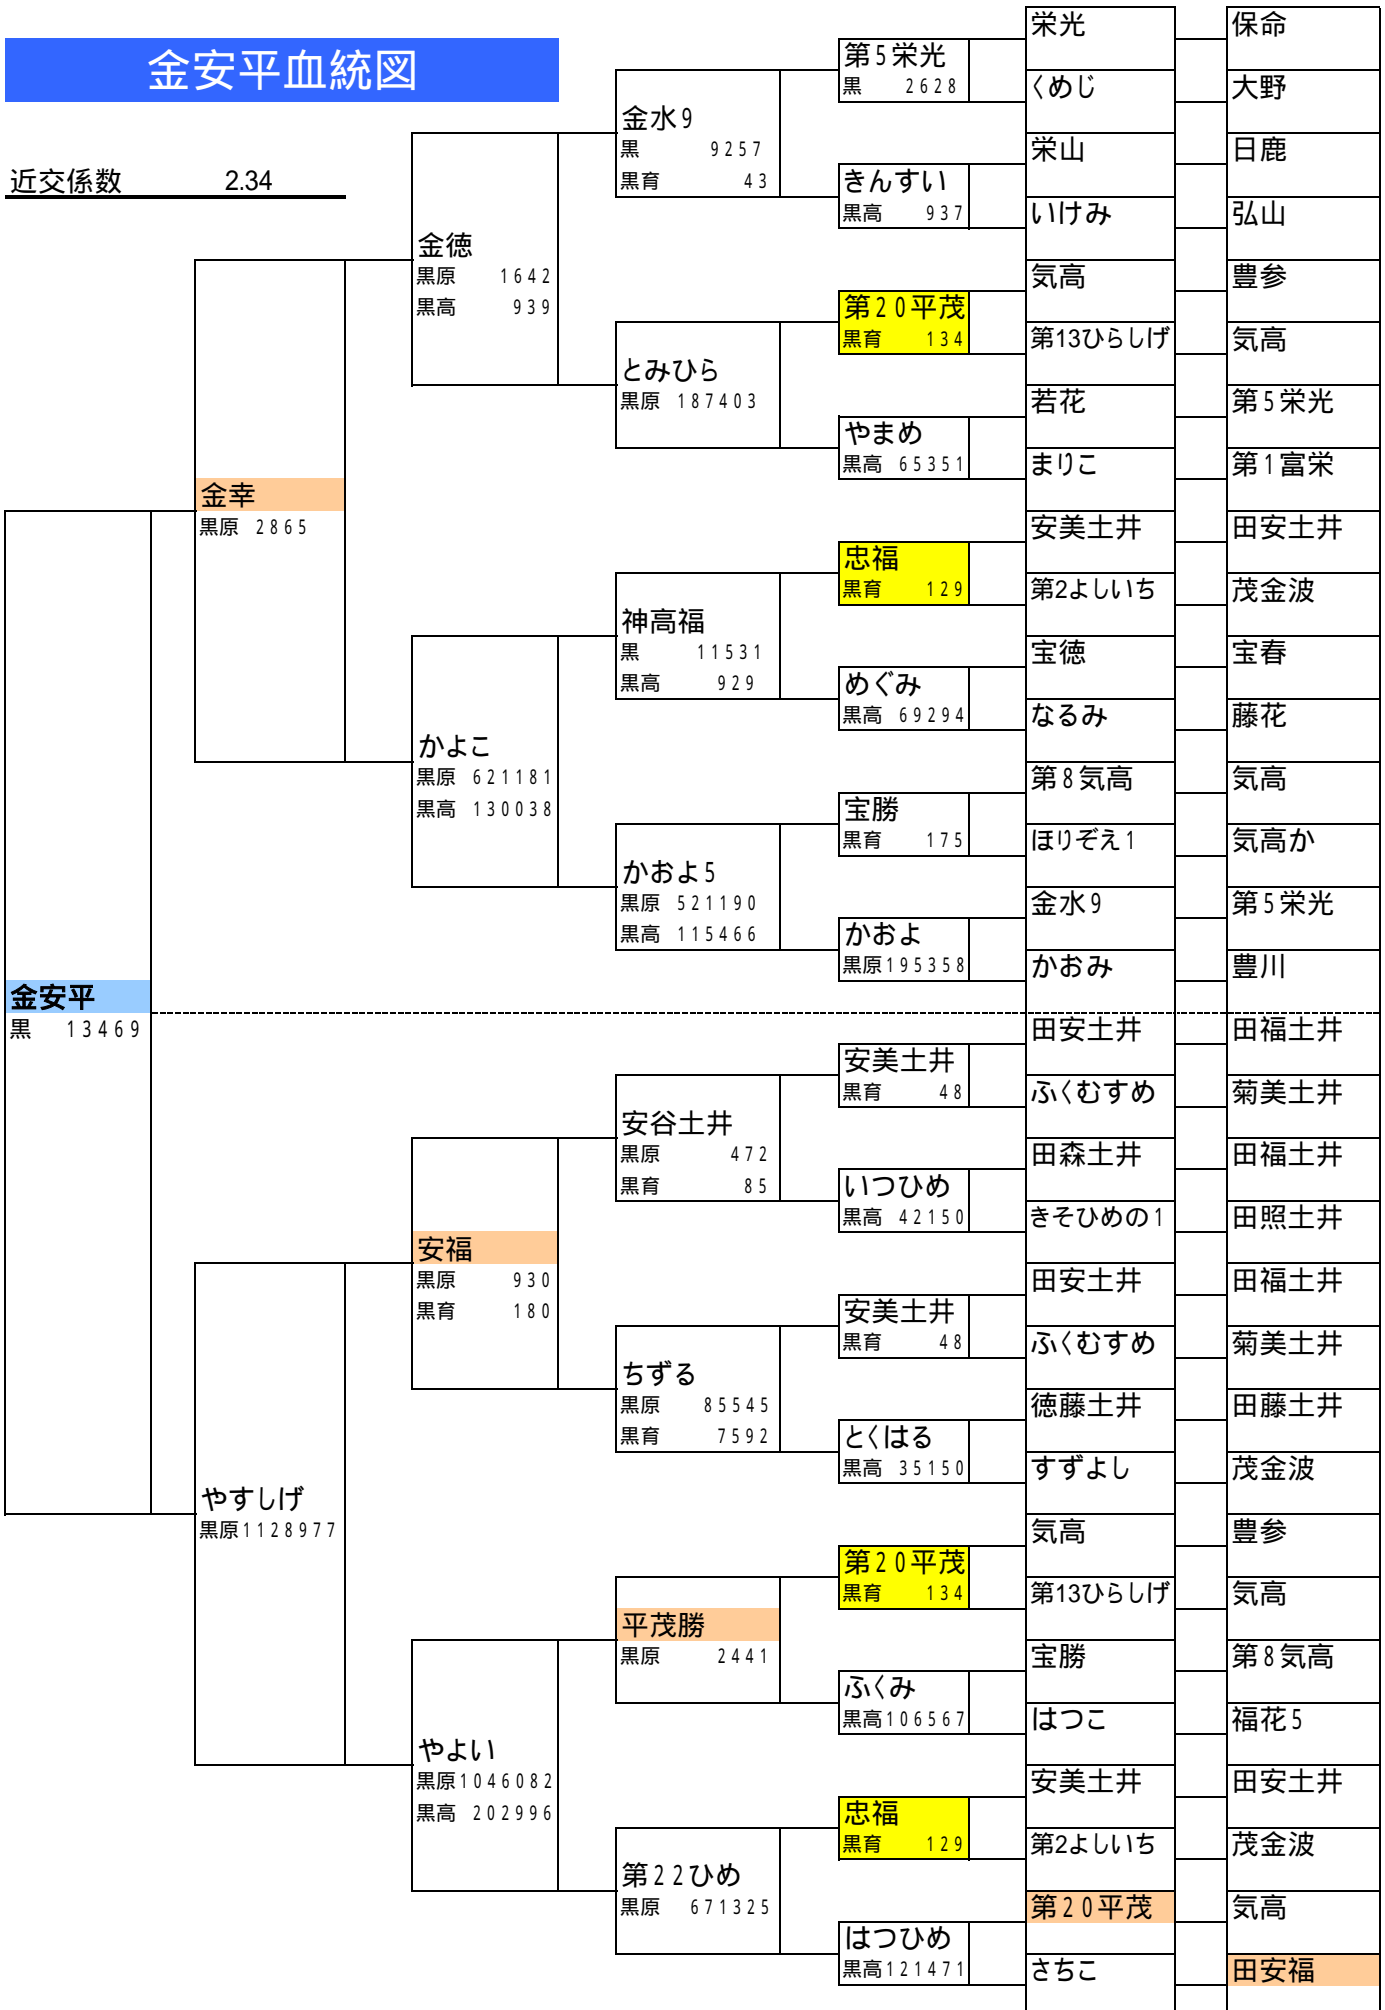 金安平血統図
近交係数 2.34
金安平
黒 13469
金幸
黒原 2865
やすしげ
黒原1128977
金徳
黒原 1642
黒高 939
かよこ
黒原 621181
黒高 130038
安福
黒原 930
黒育 180
やよい
黒原1046082
黒高 202996
金水9
黒 9257
黒育 43
とみひら
黒原 187403
神高福
黒 11531
黒高 929
かおよ5
黒原 521190
黒高 115466
安谷土井
黒原 472
黒育 85
ちずる
黒原 85545
黒育 7592
平茂勝
黒原 2441
第22ひめ
黒原 671325
第5栄光
黒 2628
きんすい
黒高 937
第20平茂
黒育 134
やまめ
黒高 65351
忠福
黒育 129
めぐみ
黒高 69294
宝勝
黒育 175
かおよ
黒原195358
安美土井
黒育 48
いつひめ
黒高 42150
安美土井
黒育 48
とくはる
黒高 35150
第20平茂
黒育 134
ふくみ
黒高106567
忠福
黒育 129
はつひめ
黒高121471
栄光
くめじ
栄山
いけみ
気高
第13ひらしげ
若花
まりこ
安美土井
第2よしいち
宝徳
なるみ
第8気高
ほりぞえ1
金水9
かおみ
田安土井
ふくむすめ
田森土井
きそひめの1
田安土井
ふくむすめ
徳藤土井
すずよし
気高
第13ひらしげ
宝勝
はつこ
安美土井
第2よしいち
第20平茂
さちこ
保命
大野
日鹿
弘山
豊参
気高
第5栄光
第1富栄
田安土井
茂金波
宝春
藤花
気高
気高か
第5栄光
豊川
田福土井
菊美土井
田福土井
田照土井
田福土井
菊美土井
田藤土井
茂金波
豊参
気高
第8気高
福花5
田安土井
茂金波
気高
田安福